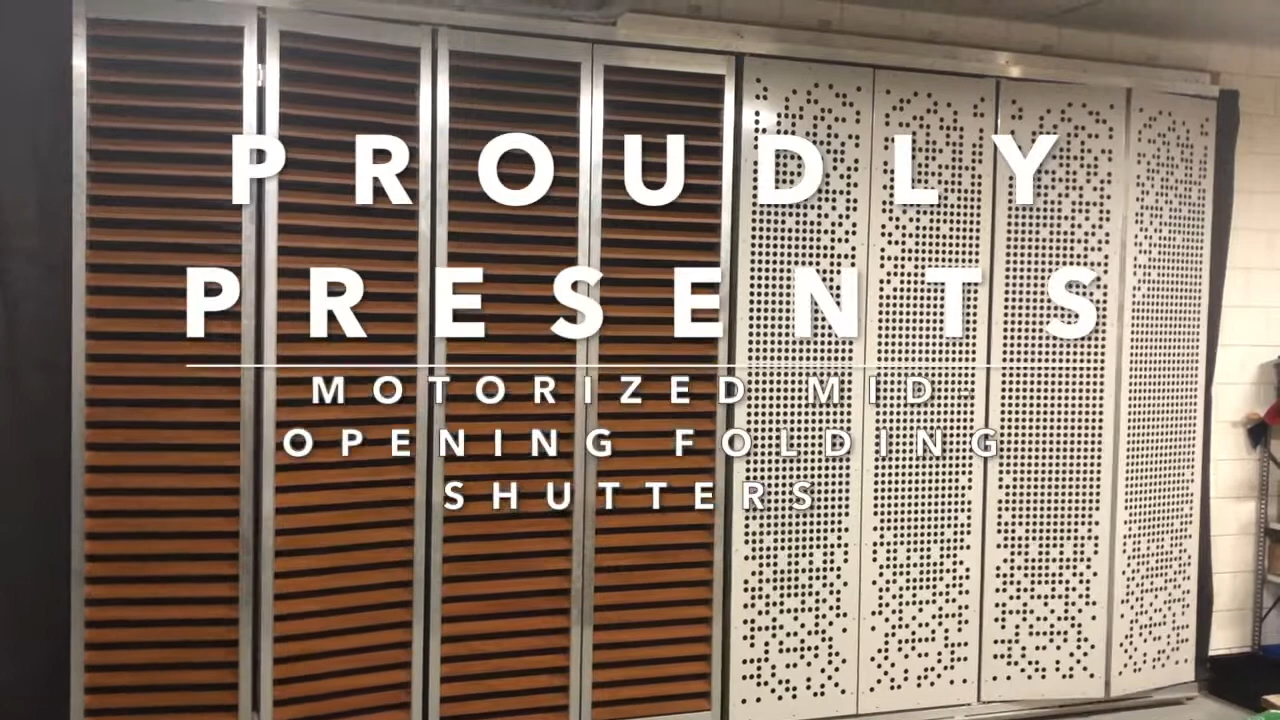 PROUDLY
PRESENTS
MOTORIZED MID-
OPENING FOLDING
SHUTTERS